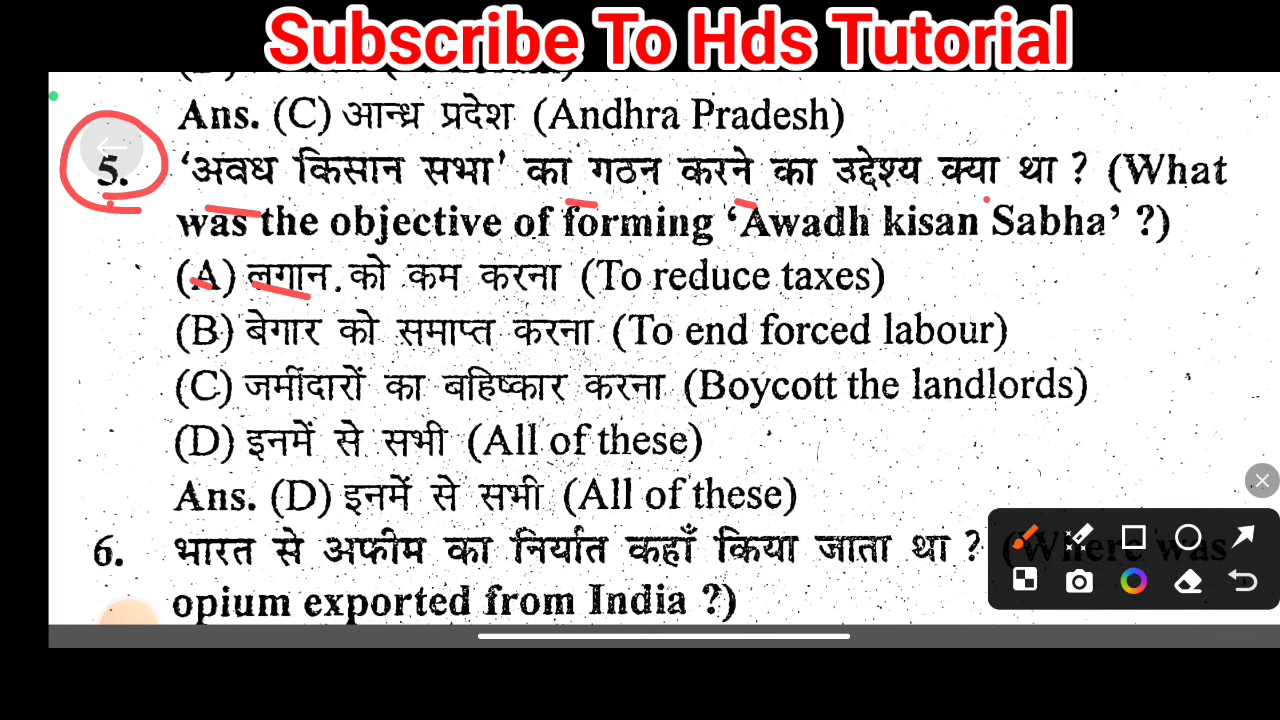 Subscribe To Hds Tutorial
Ans. (C) आन्ध्र प्रदेश (Andhra Pradesh)
5. ‘अवध किसान सभा’ का गठन करने का उद्देश्य क्या था ? (What
was the objective of forming ‘Awadh kisan Sabha’ ?)
(A) लगान को कम करना (To reduce taxes)
(B) बेगार को समाप्त करना (To end forced labour)
(C) जमींदारों का बहिष्कार करना (Boycott the landlords)
(D) इनमें से सभी (All of these)
Ans. (D) इनमें से सभी (All of these)
6. भारत से अफीम का निर्यात कहाँ किया जाता था ? (Where was
opium exported from India ?)